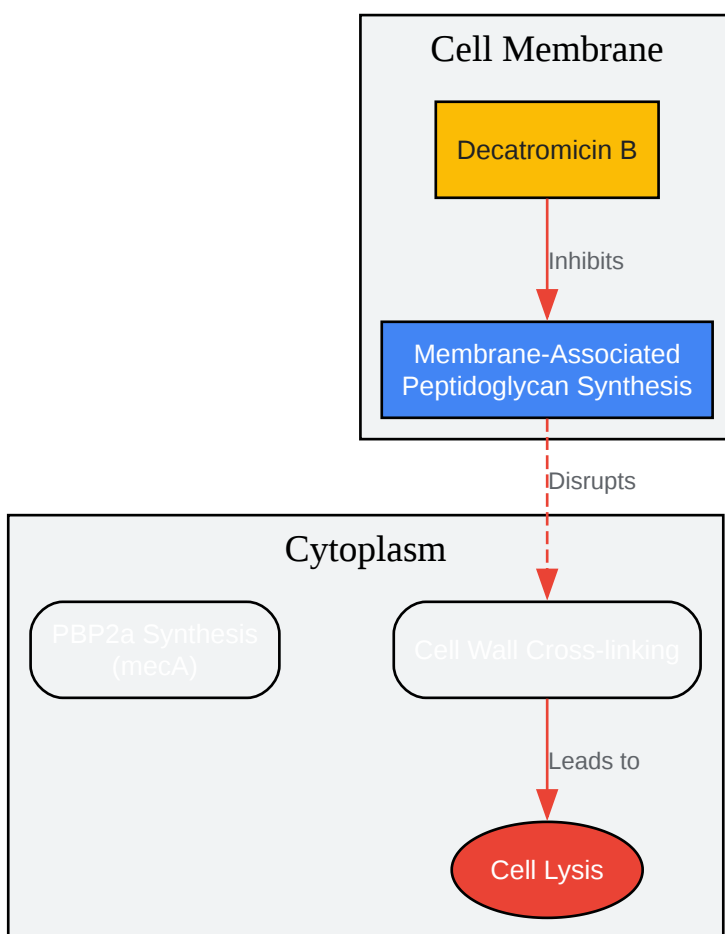 Cell Membrane
Decatromicin B
Inhibits
Membrane-Associated
Peptidoglycan Synthesis
Disrupts
Cytoplasm
PBP2a Synthesis
(mecA)
Cell Wall Cross-linking
Leads to
Cell Lysis